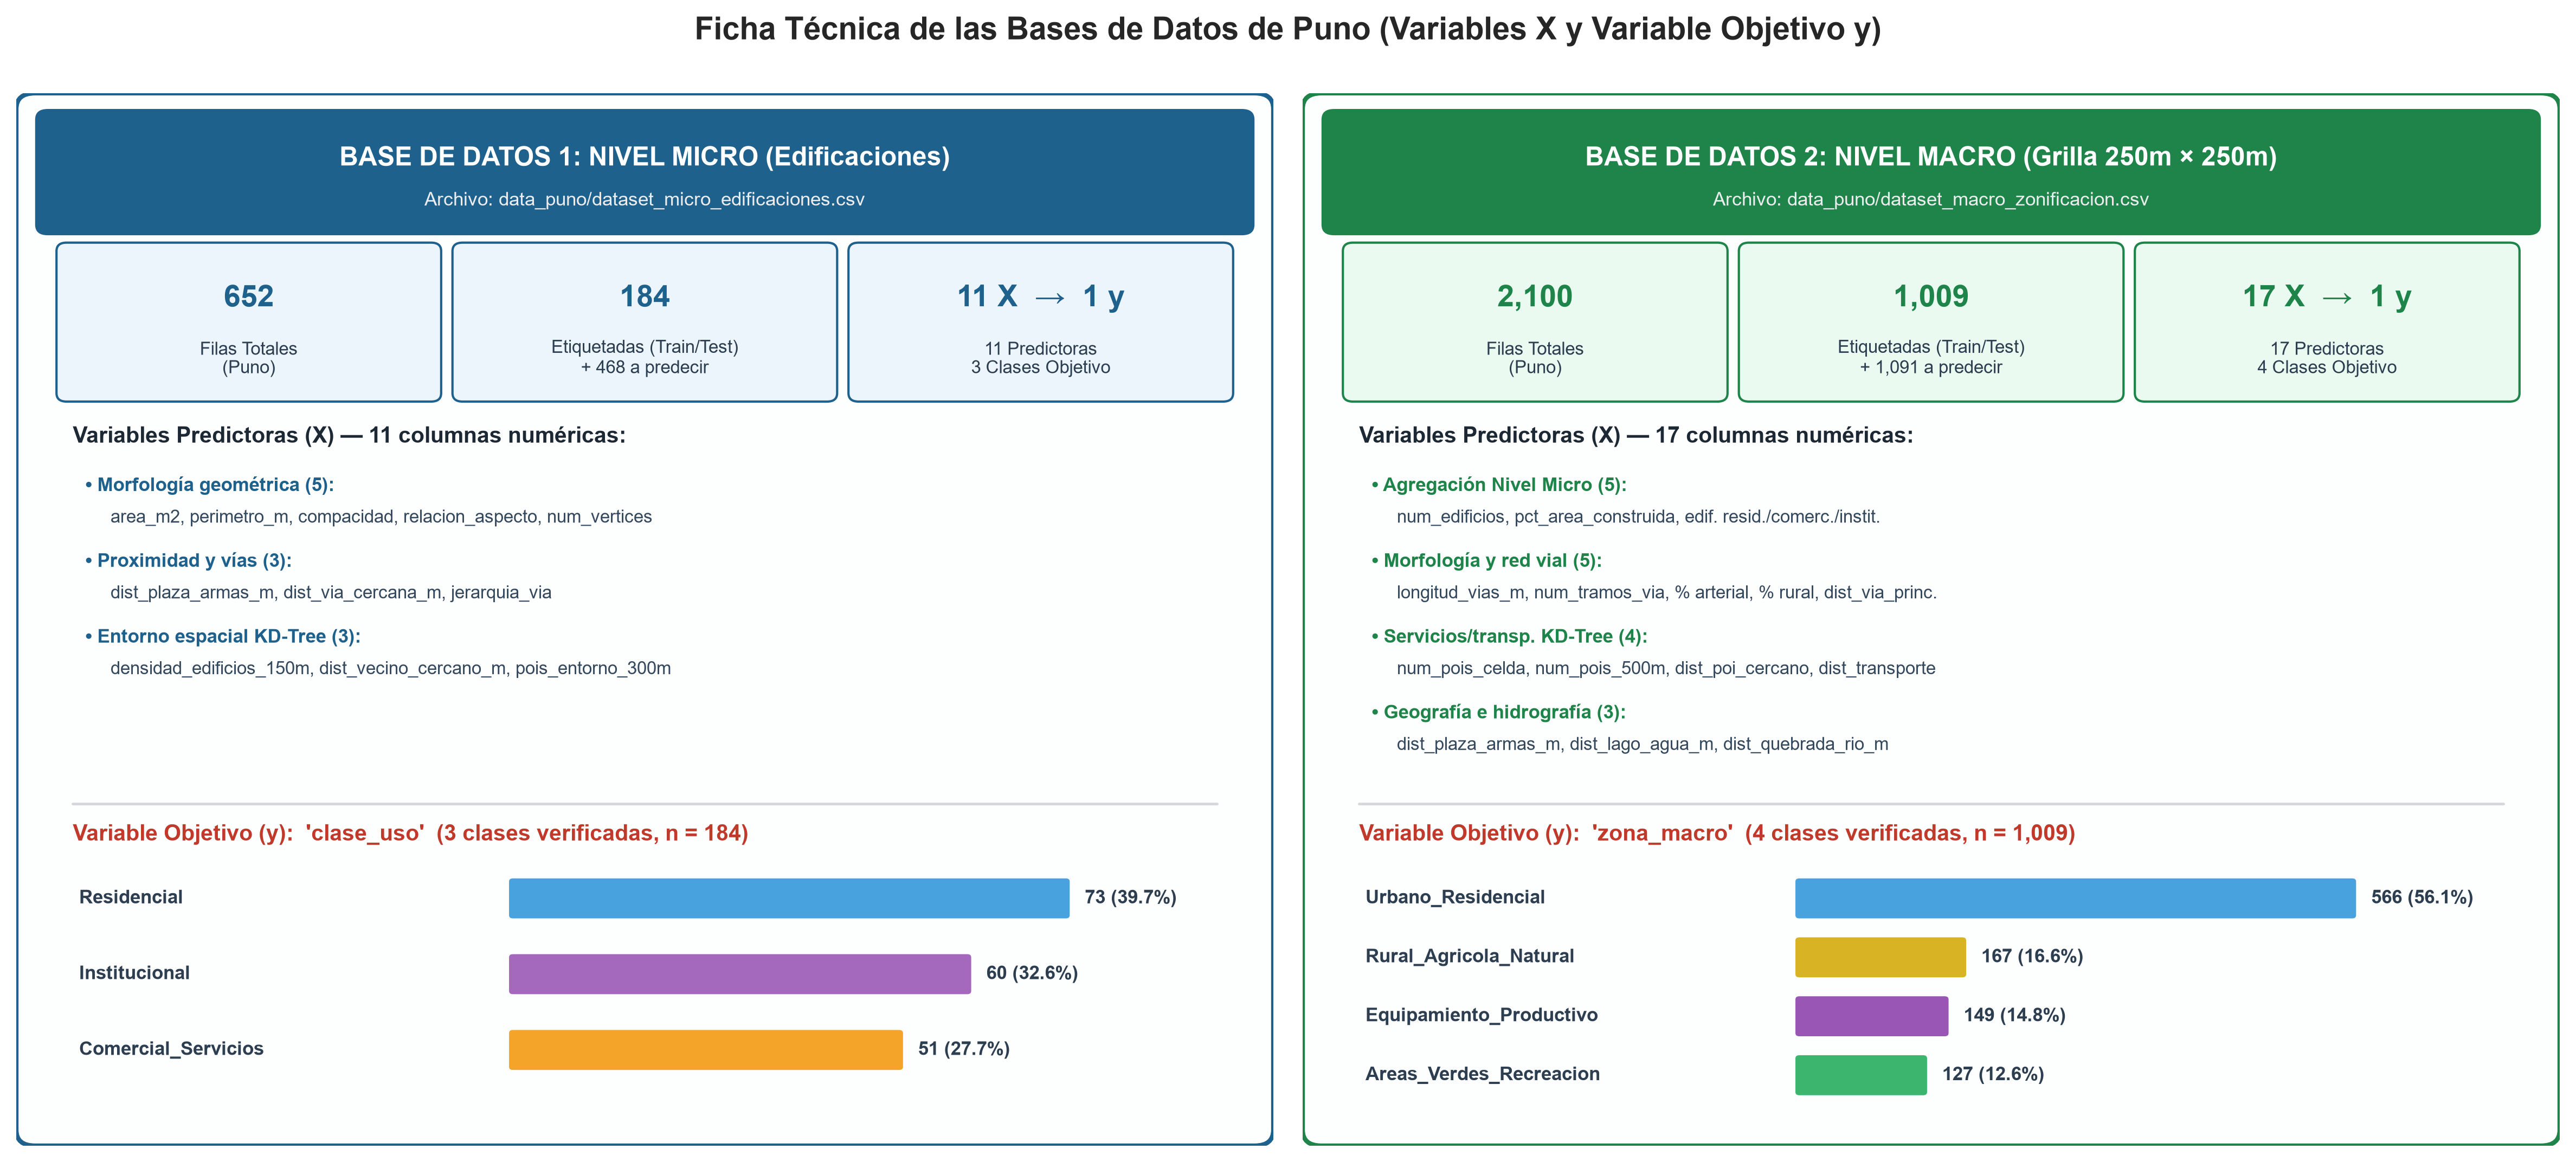 Ficha Técnica de las Bases de Datos de Puno (Variables X y Variable Objetivo y)
BASE DE DATOS 1: NIVEL MICRO (Edificaciones)
Archivo: data_puno/dataset_micro_edificaciones.csv
652
Filas Totales
(Puno)
184
Etiquetadas (Train/Test)
+ 468 a predecir
11 X → 1 y
11 Predictoras
3 Clases Objetivo
Variables Predictoras (X) — 11 columnas numéricas:
• Morfología geométrica (5):
area_m2, perimetro_m, compacidad, relacion_aspecto, num_vertices
• Proximidad y vías (3):
dist_plaza_armas_m, dist_via_cercana_m, jerarquia_via
• Entorno espacial KD-Tree (3):
densidad_edificios_150m, dist_vecino_cercano_m, pois_entorno_300m
Variable Objetivo (y): 'clase_uso' (3 clases verificadas, n = 184)
Residencial 73 (39.7%)
Institucional 60 (32.6%)
Comercial_Servicios 51 (27.7%)
BASE DE DATOS 2: NIVEL MACRO (Grilla 250m × 250m)
Archivo: data_puno/dataset_macro_zonificacion.csv
2,100
Filas Totales
(Puno)
1,009
Etiquetadas (Train/Test)
+ 1,091 a predecir
17 X → 1 y
17 Predictoras
4 Clases Objetivo
Variables Predictoras (X) — 17 columnas numéricas:
• Agregación Nivel Micro (5):
num_edificios, pct_area_construida, edif. resid./comerc./instit.
• Morfología y red vial (5):
longitud_vias_m, num_tramos_via, % arterial, % rural, dist_via_princ.
• Servicios/transp. KD-Tree (4):
num_pois_celda, num_pois_500m, dist_poi_cercano, dist_transporte
• Geografía e hidrografía (3):
dist_plaza_armas_m, dist_lago_agua_m, dist_quebrada_rio_m
Variable Objetivo (y): 'zona_macro' (4 clases verificadas, n = 1,009)
Urbano_Residencial 566 (56.1%)
Rural_Agricola_Natural 167 (16.6%)
Equipamiento_Productivo 149 (14.8%)
Areas_Verdes_Recreacion 127 (12.6%)